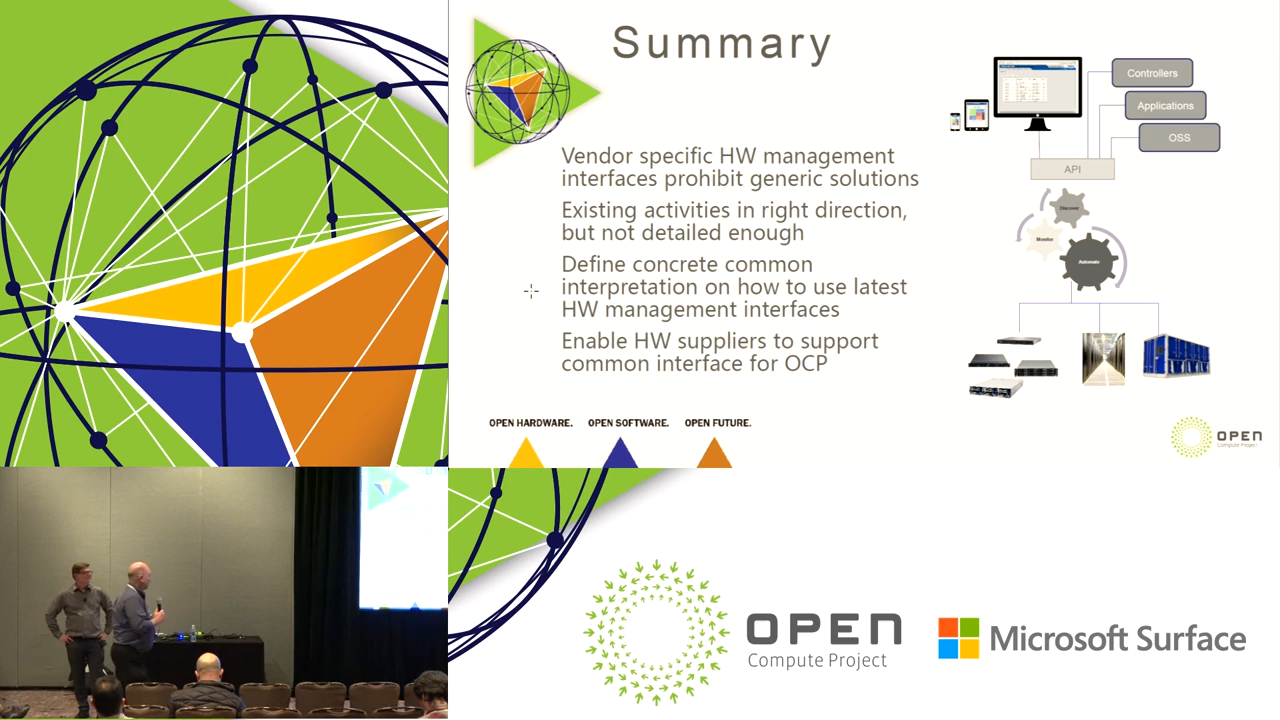 Summary
Vendor specific HW management
interfaces prohibit generic solutions
Existing activities in right direction,
but not detailed enough
Define concrete common
interpretation on how to use latest
HW management interfaces
Enable HW suppliers to support
common interface for OCP
Controllers
Applications
OSS
API
Discover
Monitor
Automate
OPEN HARDWARE. OPEN SOFTWARE. OPEN FUTURE.
OPEN
Compute Project
OPEN
Compute Project
Microsoft Surface